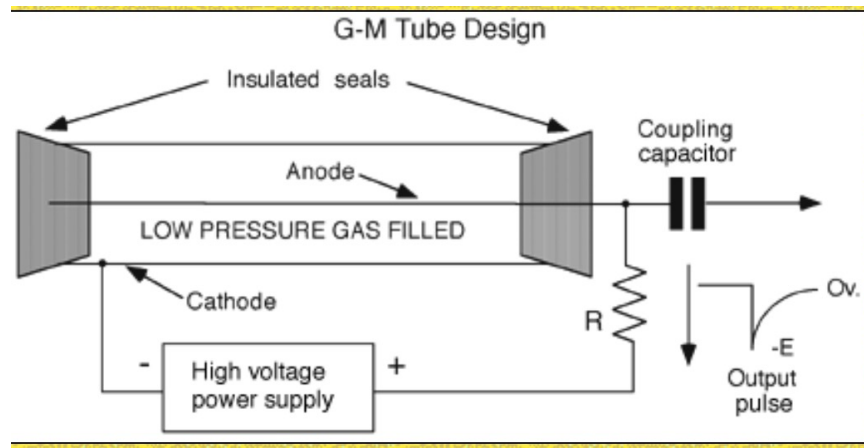 G-M Tube Design
Insulated seals
Coupling
capacitor
Anode
LOW PRESSURE GAS FILLED
Cathode
R
Ov.
-E
Output
pulse
-
High voltage
power supply
+